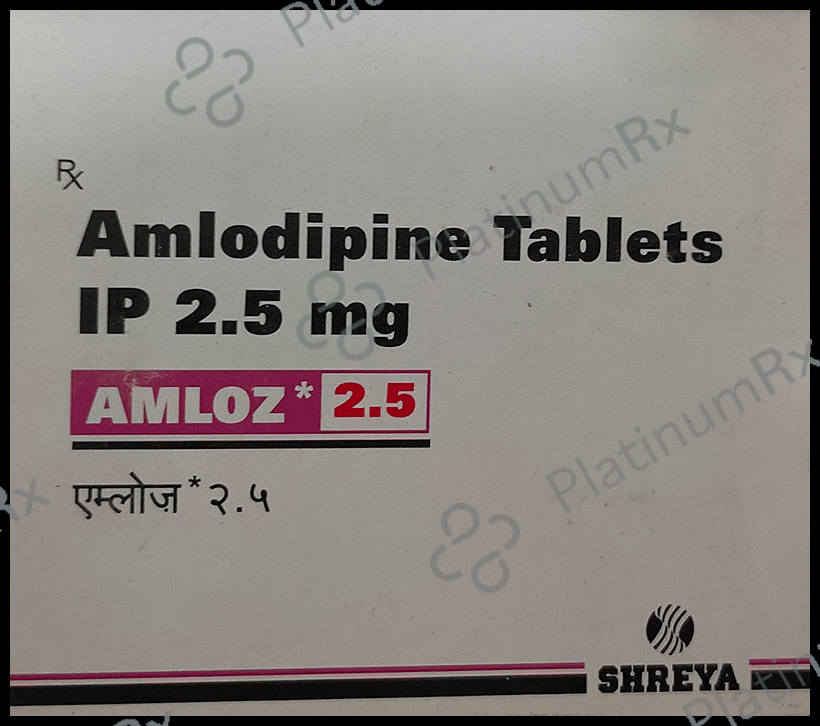 Rx
Amlodipine Tablets
IP 2.5 mg
AMLOZ* 2.5
एम्लोज़*२.५
SHREYA
PlatinumRx
PlatinumRx
PlatinumRx